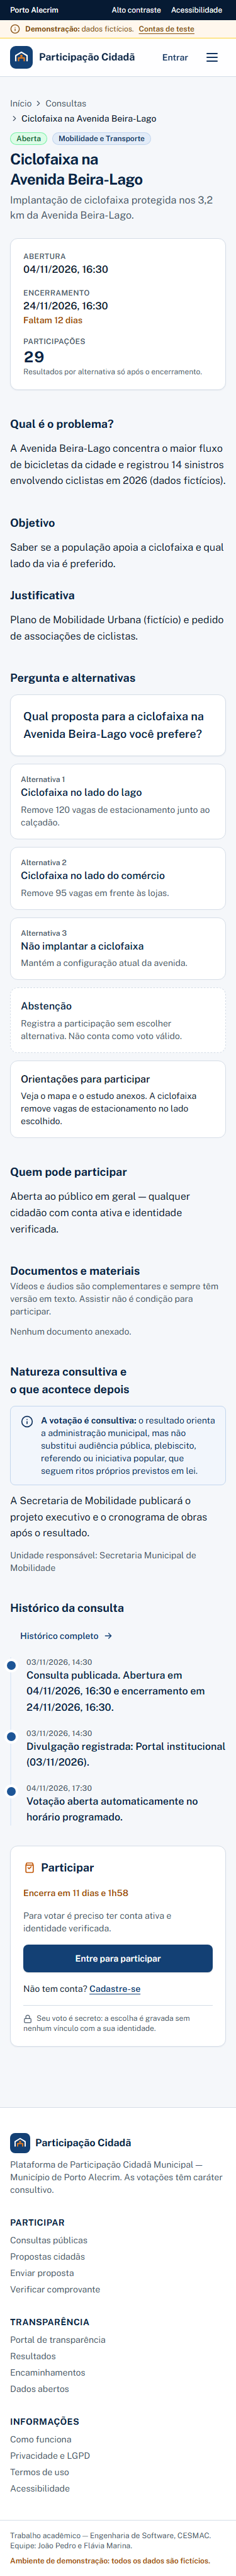 Porto Alegrim Alto contraste Acessibilidade
Demonstração: dados fictícios. Contas de teste
Participação Cidadã Entrar
Início > Consultas
> Ciclofaixa na Avenida Beira-Lago
Aberta Mobilidade e Transporte
Ciclofaixa na
Avenida Beira-Lago
Implantação de ciclofaixa protegida nos 3,2
km da Avenida Beira-Lago.
ABERTURA
04/11/2026, 16:30
ENCERRAMENTO
24/11/2026, 16:30
Faltam 12 dias
PARTICIPAÇÕES
29
Resultados por alternativa só após o encerramento.
Qual é o problema?
A Avenida Beira-Lago concentra o maior fluxo
de bicicletas da cidade e registrou 14 sinistros
envolvendo ciclistas em 2026 (dados fictícios).
Objetivo
Saber se a população apoia a ciclofaixa e qual
lado da via é preferido.
Justificativa
Plano de Mobilidade Urbana (fictício) e pedido
de associações de ciclistas.
Pergunta e alternativas
Qual proposta para a ciclofaixa na
Avenida Beira-Lago você prefere?
Alternativa 1
Ciclofaixa no lado do lago
Remove 120 vagas de estacionamento junto ao
calçadão.
Alternativa 2
Ciclofaixa no lado do comércio
Remove 95 vagas em frente às lojas.
Alternativa 3
Não implantar a ciclofaixa
Mantém a configuração atual da avenida.
Abstenção
Registra a participação sem escolher
alternativa. Não conta como voto válido.
Orientações para participar
Veja o mapa e o estudo anexos. A ciclofaixa
remove vagas de estacionamento no lado
escolhido.
Quem pode participar
Aberta ao público em geral — qualquer
cidadão com conta ativa e identidade
verificada.
Documentos e materiais
Vídeos e áudios são complementares e sempre têm
versão em texto. Assistir não é condição para
participar.
Nenhum documento anexado.
Natureza consultiva e
o que acontece depois
A votação é consultiva: o resultado orienta
a administração municipal, mas não
substitui audiência pública, plebiscito,
referendo ou iniciativa popular, que
seguem ritos próprios previstos em lei.
A Secretaria de Mobilidade publicará o
projeto executivo e o cronograma de obras
após o resultado.
Unidade responsável: Secretaria Municipal de
Mobilidade
Histórico da consulta
Histórico completo →
03/11/2026, 14:30
Consulta publicada. Abertura em
04/11/2026, 16:30 e encerramento em
24/11/2026, 16:30.
03/11/2026, 14:30
Divulgação registrada: Portal institucional
(03/11/2026).
04/11/2026, 17:30
Votação aberta automaticamente no
horário programado.
Participar
Encerra em 11 dias e 1h58
Para votar é preciso ter conta ativa e
identidade verificada.
Entre para participar
Não tem conta? Cadastre-se
Seu voto é secreto: a escolha é gravada sem
nenhum vínculo com a sua identidade.
Participação Cidadã
Plataforma de Participação Cidadã Municipal —
Município de Porto Alecrim. As votações têm caráter
consultivo.
PARTICIPAR
Consultas públicas
Propostas cidadãs
Enviar proposta
Verificar comprovante
TRANSPARÊNCIA
Portal de transparência
Resultados
Encaminhamentos
Dados abertos
INFORMAÇÕES
Como funciona
Privacidade e LGPD
Termos de uso
Acessibilidade
Trabalho acadêmico — Engenharia de Software, CESMAC.
Equipe: João Pedro e Flávia Marina.
Ambiente de demonstração: todos os dados são fictícios.